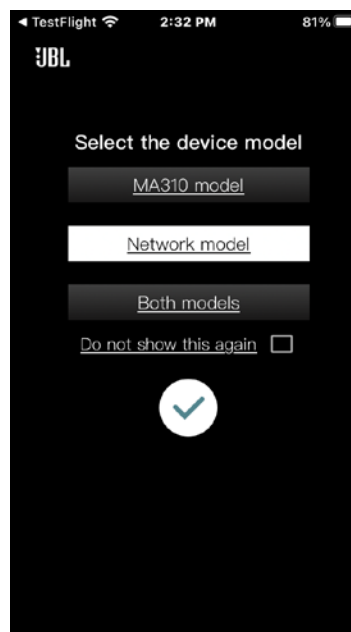 ◀ TestFlight 2:32 PM 81%
JBL
Select the device model
MA310 model
Network model
Both models
Do not show this again